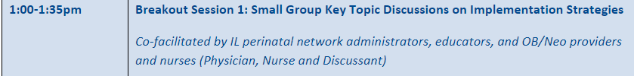 1:00-1:35pm Breakout Session 1: Small Group Key Topic Discussions on Implementation Strategies
Co-facilitated by IL perinatal network administrators, educators, and OB/Neo providers
and nurses (Physician, Nurse and Discussant)